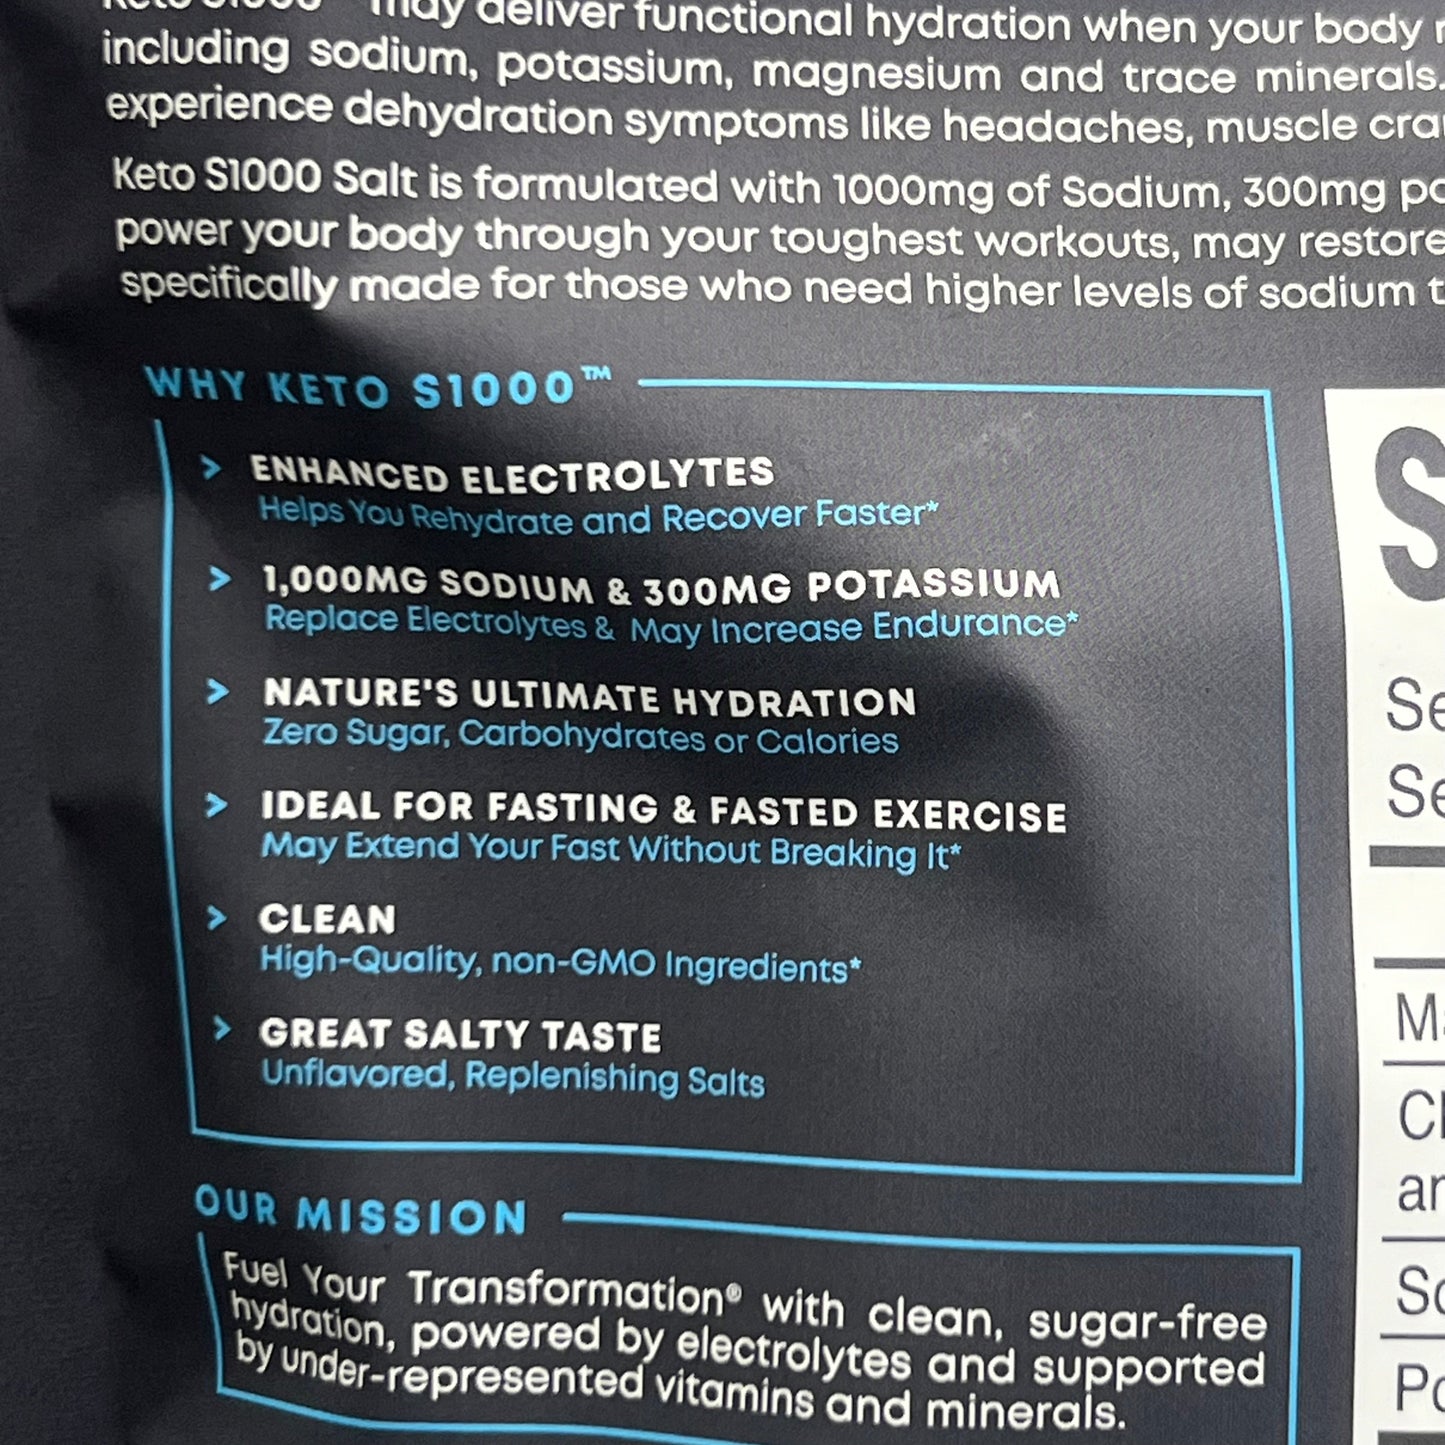 Keto S1000™ may deliver functional hydration when your body
including sodium, potassium, magnesium and trace minerals.
experience dehydration symptoms like headaches, muscle
Keto S1000 Salt is formulated with 1000mg of Sodium, 300mg
power your body through your toughest workouts, may restore
specifically made for those who need higher levels of sodium
WHY KETO S1000™
> ENHANCED ELECTROLYTES
Helps You Rehydrate and Recover Faster*
> 1,000MG SODIUM & 300MG POTASSIUM
Replace Electrolytes & May Increase Endurance*
> NATURE'S ULTIMATE HYDRATION
Zero Sugar, Carbohydrates or Calories
> IDEAL FOR FASTING & FASTED EXERCISE
May Extend Your Fast Without Breaking It*
> CLEAN
High-Quality, non-GMO Ingredients*
> GREAT SALTY TASTE
Unflavored, Replenishing Salts
OUR MISSION
Fuel Your Transformation® with clean, sugar-free
hydration, powered by electrolytes and supported
by under-represented vitamins and minerals.